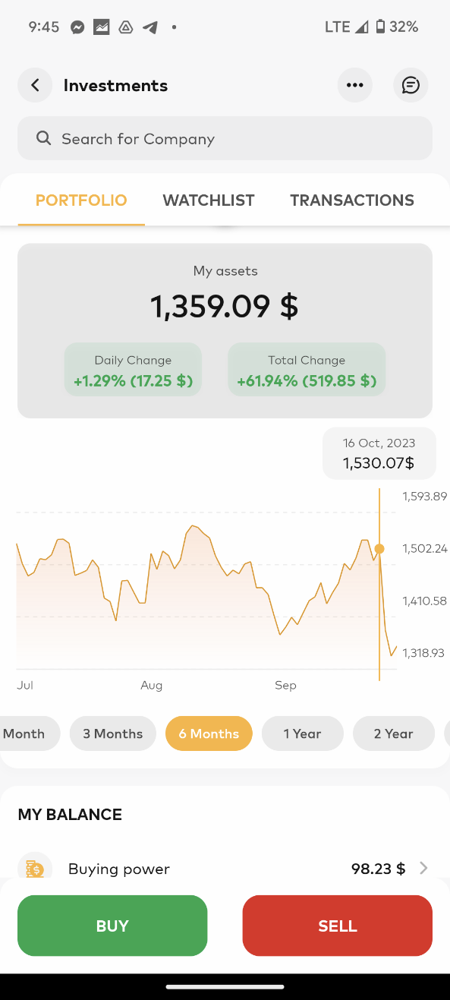 9:45 LTE 32%
Investments
Search for Company
PORTFOLIO WATCHLIST TRANSACTIONS
My assets
1,359.09 $
Daily Change Total Change
+1.29% (17.25 $) +61.94% (519.85 $)
16 Oct, 2023
1,530.07$
1,593.89
1,502.24
1,410.58
1,318.93
Jul Aug Sep
Month 3 Months 6 Months 1 Year 2 Year
MY BALANCE
Buying power 98.23 $
BUY SELL